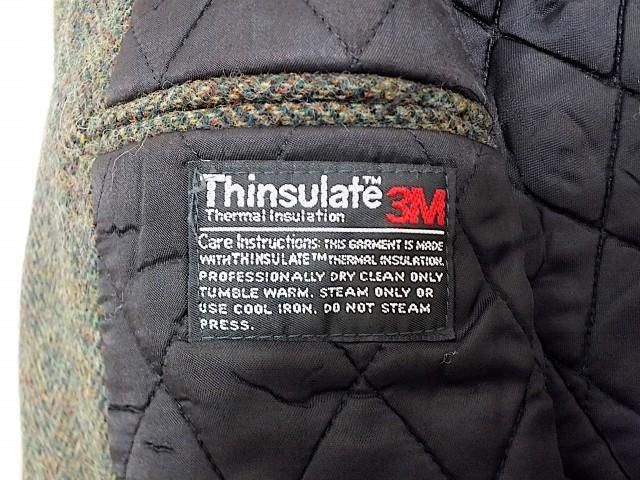 Thinsulate™ 3M
Thermal Insulation
Care Instructions: THIS GARMENT IS MADE
WITH THINSULATE™ THERMAL INSULATION.
PROFESSIONALLY DRY CLEAN ONLY
TUMBLE WARM. STEAM ONLY OR
USE COOL IRON. DO NOT STEAM
PRESS.